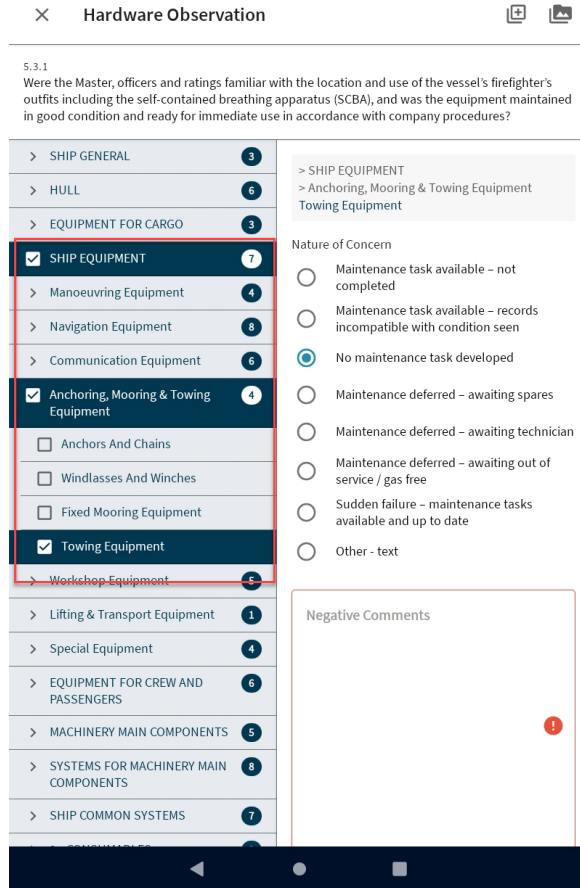 Hardware Observation
5.3.1
Were the Master, officers and ratings familiar with the location and use of the vessel's firefighter's
outfits including the self-contained breathing apparatus (SCBA), and was the equipment maintained
in good condition and ready for immediate use in accordance with company procedures?
SHIP GENERAL 3
HULL 6
EQUIPMENT FOR CARGO 3
SHIP EQUIPMENT 7
Manoeuvring Equipment 4
Navigation Equipment 8
Communication Equipment 6
Anchoring, Mooring & Towing 4
Equipment
Anchors And Chains
Windlasses And Winches
Fixed Mooring Equipment
Towing Equipment
Workshop Equipment 5
Lifting & Transport Equipment 1
Special Equipment 4
EQUIPMENT FOR CREW AND 6
PASSENGERS
MACHINERY MAIN COMPONENTS 5
SYSTEMS FOR MACHINERY MAIN 8
COMPONENTS
SHIP COMMON SYSTEMS 7
> SHIP EQUIPMENT
> Anchoring, Mooring & Towing Equipment
Towing Equipment
Nature of Concern
Maintenance task available – not
completed
Maintenance task available – records
incompatible with condition seen
No maintenance task developed
Maintenance deferred – awaiting spares
Maintenance deferred – awaiting technician
Maintenance deferred – awaiting out of
service / gas free
Sudden failure – maintenance tasks
available and up to date
Other - text
Negative Comments